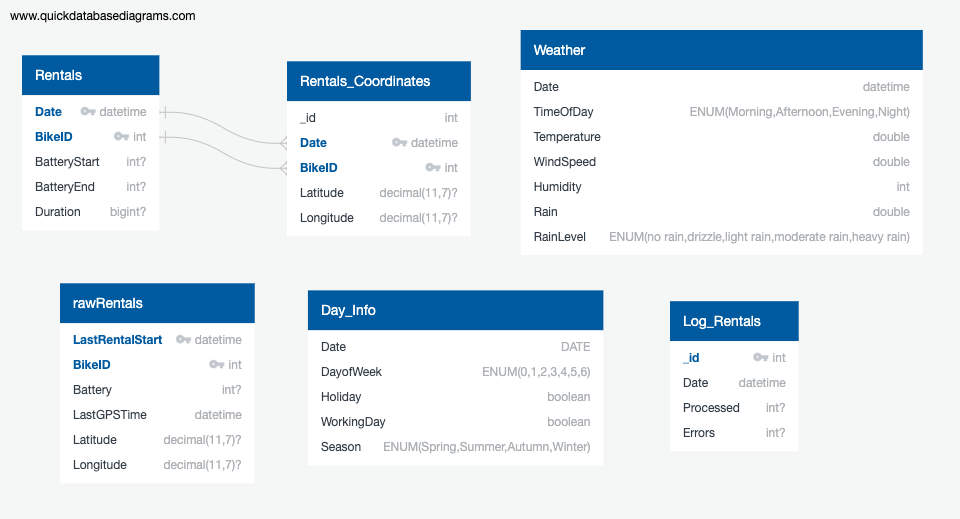 www.quickdatabasediagrams.com
Rentals
Date datetime
BikeID int
BatteryStart int?
BatteryEnd int?
Duration bigint?
Rentals_Coordinates
_id int
Date datetime
BikeID int
Latitude decimal(11,7)?
Longitude decimal(11,7)?
Weather
Date datetime
TimeOfDay ENUM(Morning,Afternoon,Evening,Night)
Temperature double
WindSpeed double
Humidity int
Rain double
RainLevel ENUM(no rain,drizzle,light rain,moderate rain,heavy rain)
rawRentals
LastRentalStart datetime
BikeID int
Battery int?
LastGPSTime datetime
Latitude decimal(11,7)?
Longitude decimal(11,7)?
Day_Info
Date DATE
DayofWeek ENUM(0,1,2,3,4,5,6)
Holiday boolean
WorkingDay boolean
Season ENUM(Spring,Summer,Autumn,Winter)
Log_Rentals
_id int
Date datetime
Processed int?
Errors int?